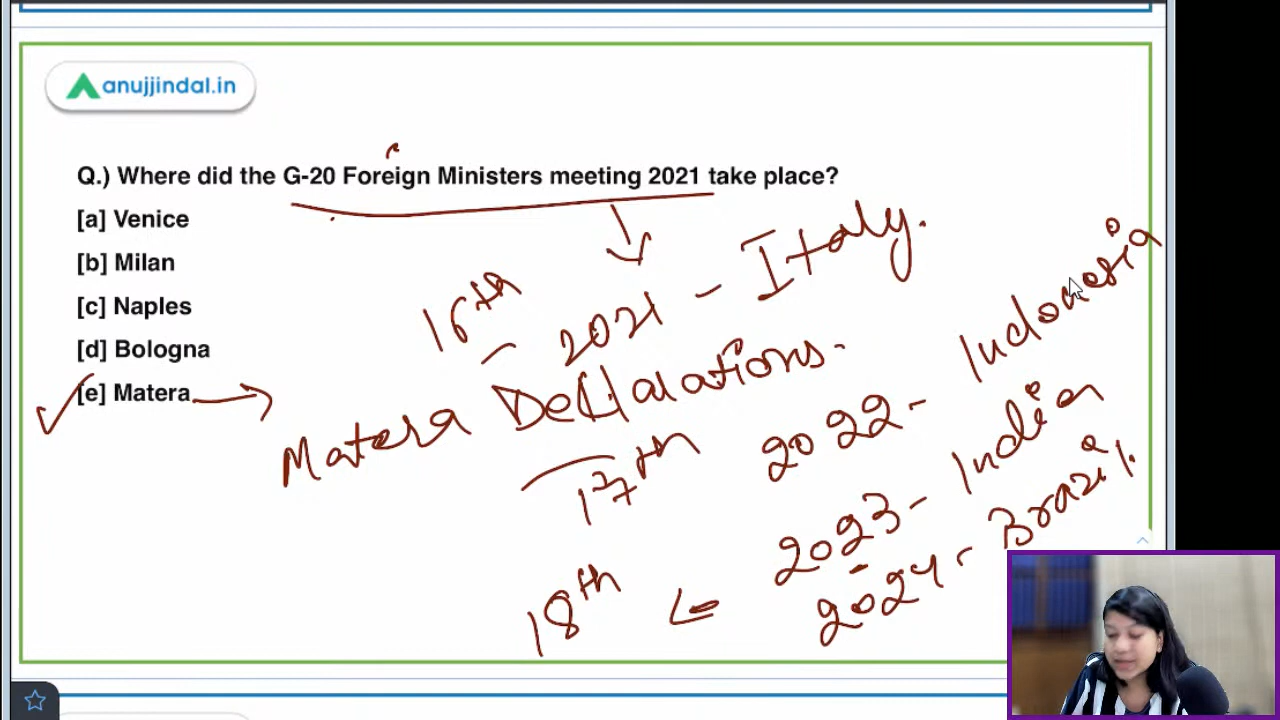 anujjindal.in
Q.) Where did the G-20 Foreign Ministers meeting 2021 take place?
[a] Venice
[b] Milan
[c] Naples
[d] Bologna
[e] Matera
16th 2021 - Italy.
Matera Declarations.
17th 2022 - Indonesia
18th 2023 - India
2024 - Brazil.